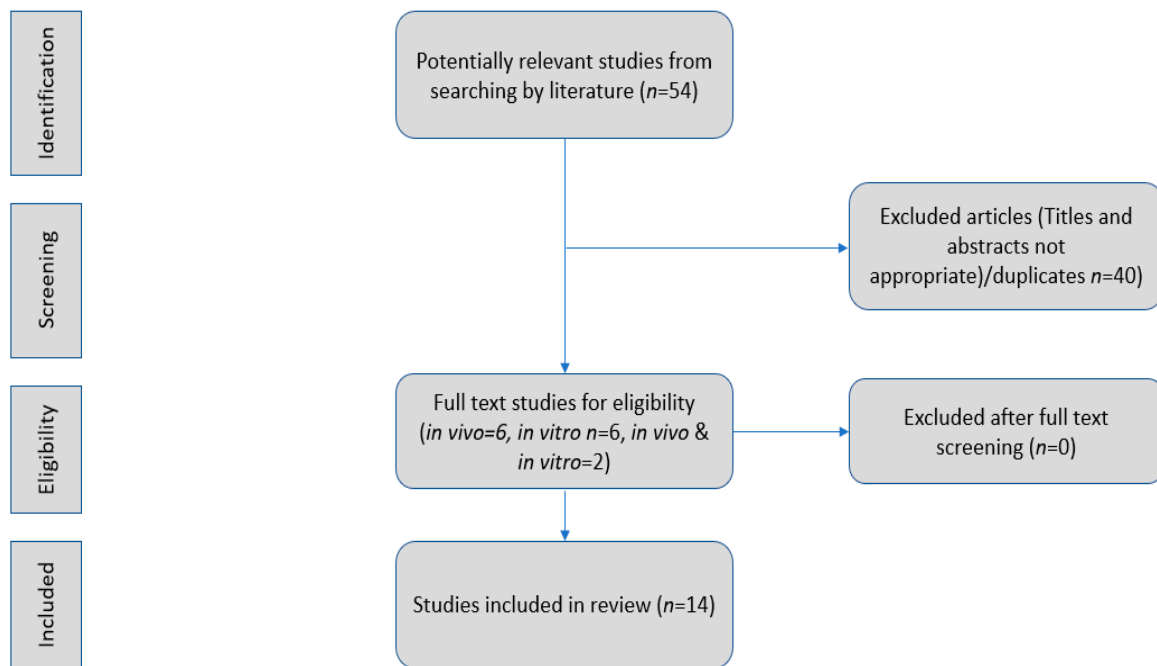 Identification
Potentially relevant studies from
searching by literature (n=54)
Screening
Excluded articles (Titles and
abstracts not
appropriate)/duplicates n=40)
Eligibility
Full text studies for eligibility
(in vivo=6, in vitro n=6, in vivo &
in vitro=2)
Excluded after full text
screening (n=0)
Included
Studies included in review (n=14)